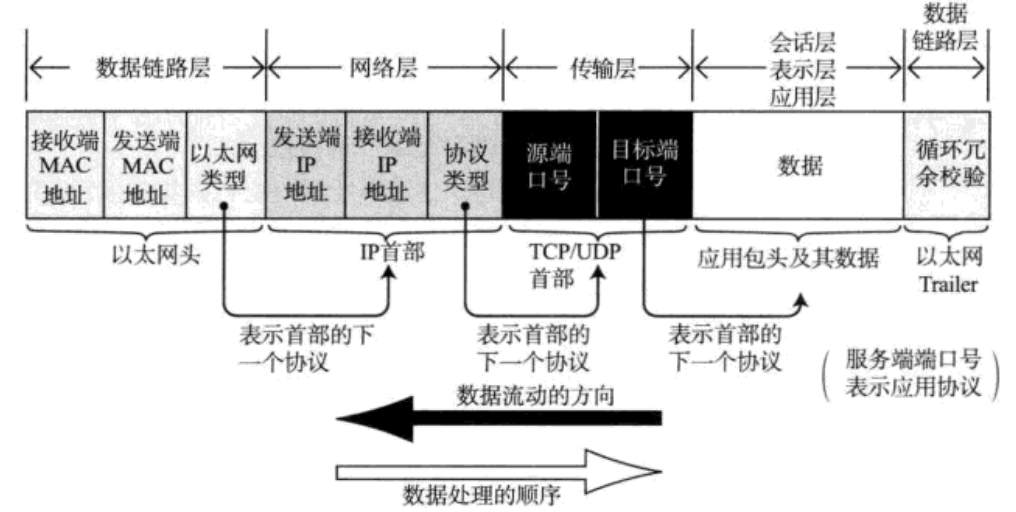 数据链路层
网络层
传输层
会话层
表示层
应用层
数据
链路层
接收端
MAC
地址
发送端
MAC
地址
以太网
类型
发送端
IP
地址
接收端
IP
地址
协议
类型
源端
口号
目标端
口号
数据
循环冗
余校验
以太网头
IP首部
TCP/UDP
首部
应用包头及其数据
以太网
Trailer
表示首部的下
一个协议
表示首部的
下一个协议
表示首部的
下一个协议
服务端端口号
表示应用协议
数据流动的方向
数据处理的顺序